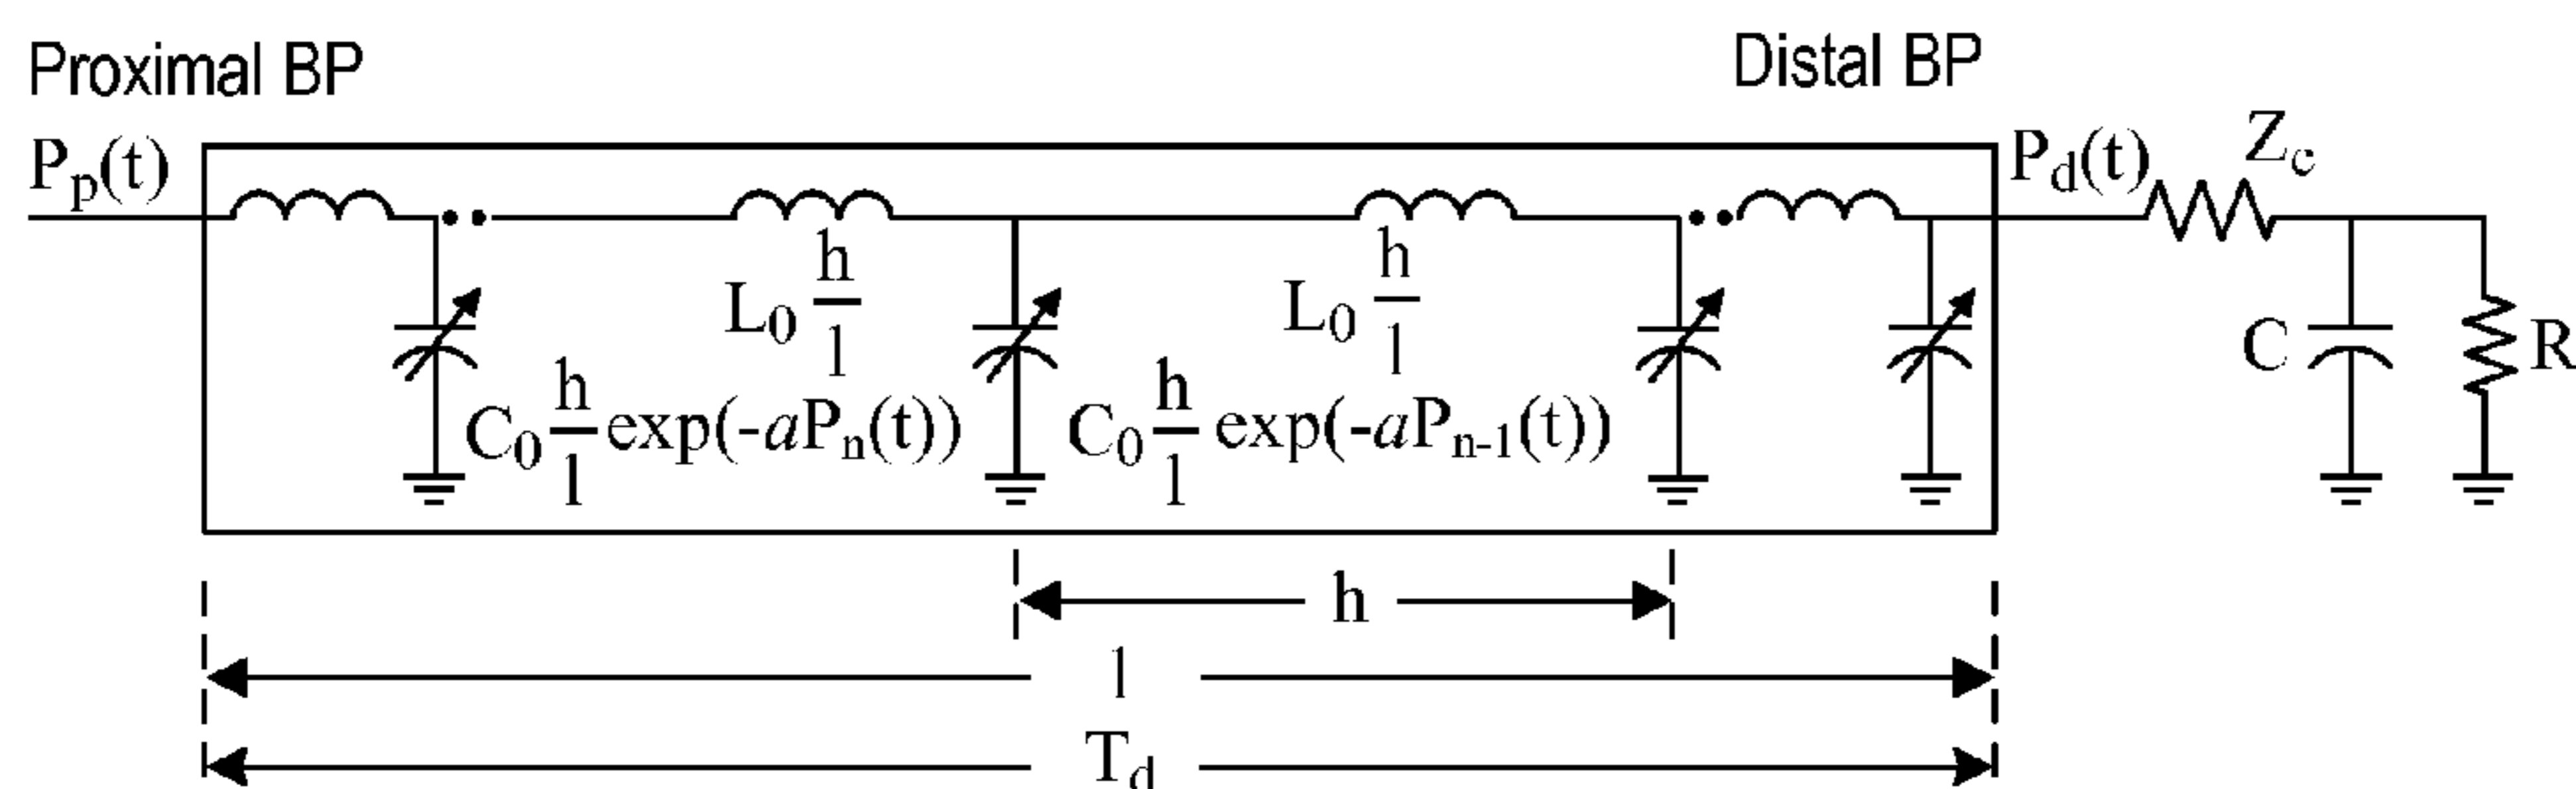 Proximal BP
Distal BP
Pp(t)
Pd(t)
Zc
L0 h/l
L0 h/l
C0 h/l exp(-aPn(t))
C0 h/l exp(-aPn-1(t))
C
R
h
l
Td